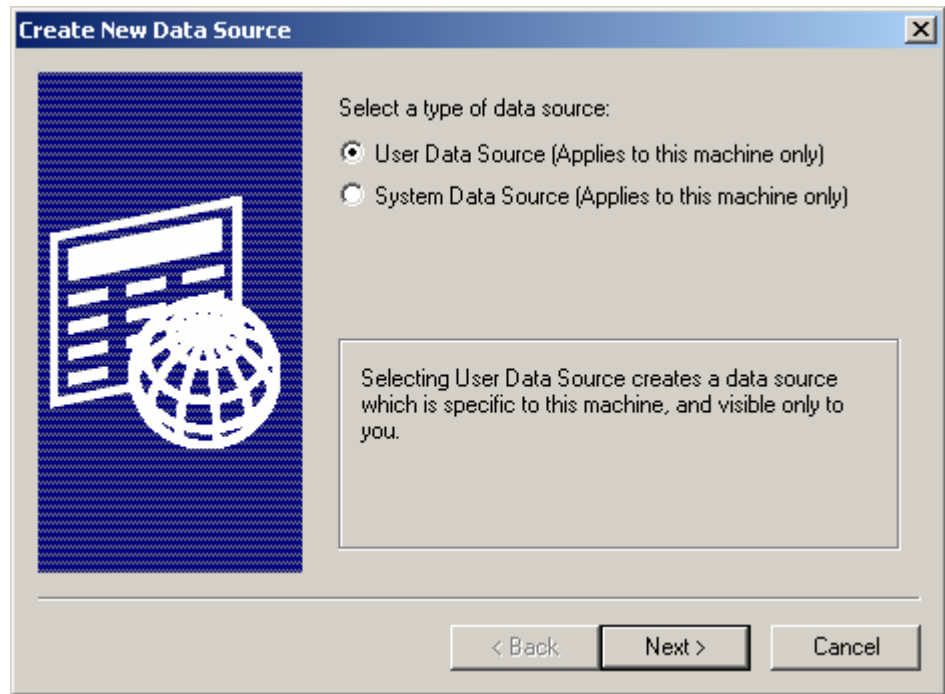 Create New Data Source
Select a type of data source:
User Data Source (Applies to this machine only)
System Data Source (Applies to this machine only)
Selecting User Data Source creates a data source
which is specific to this machine, and visible only to
you.
< Back
Next >
Cancel